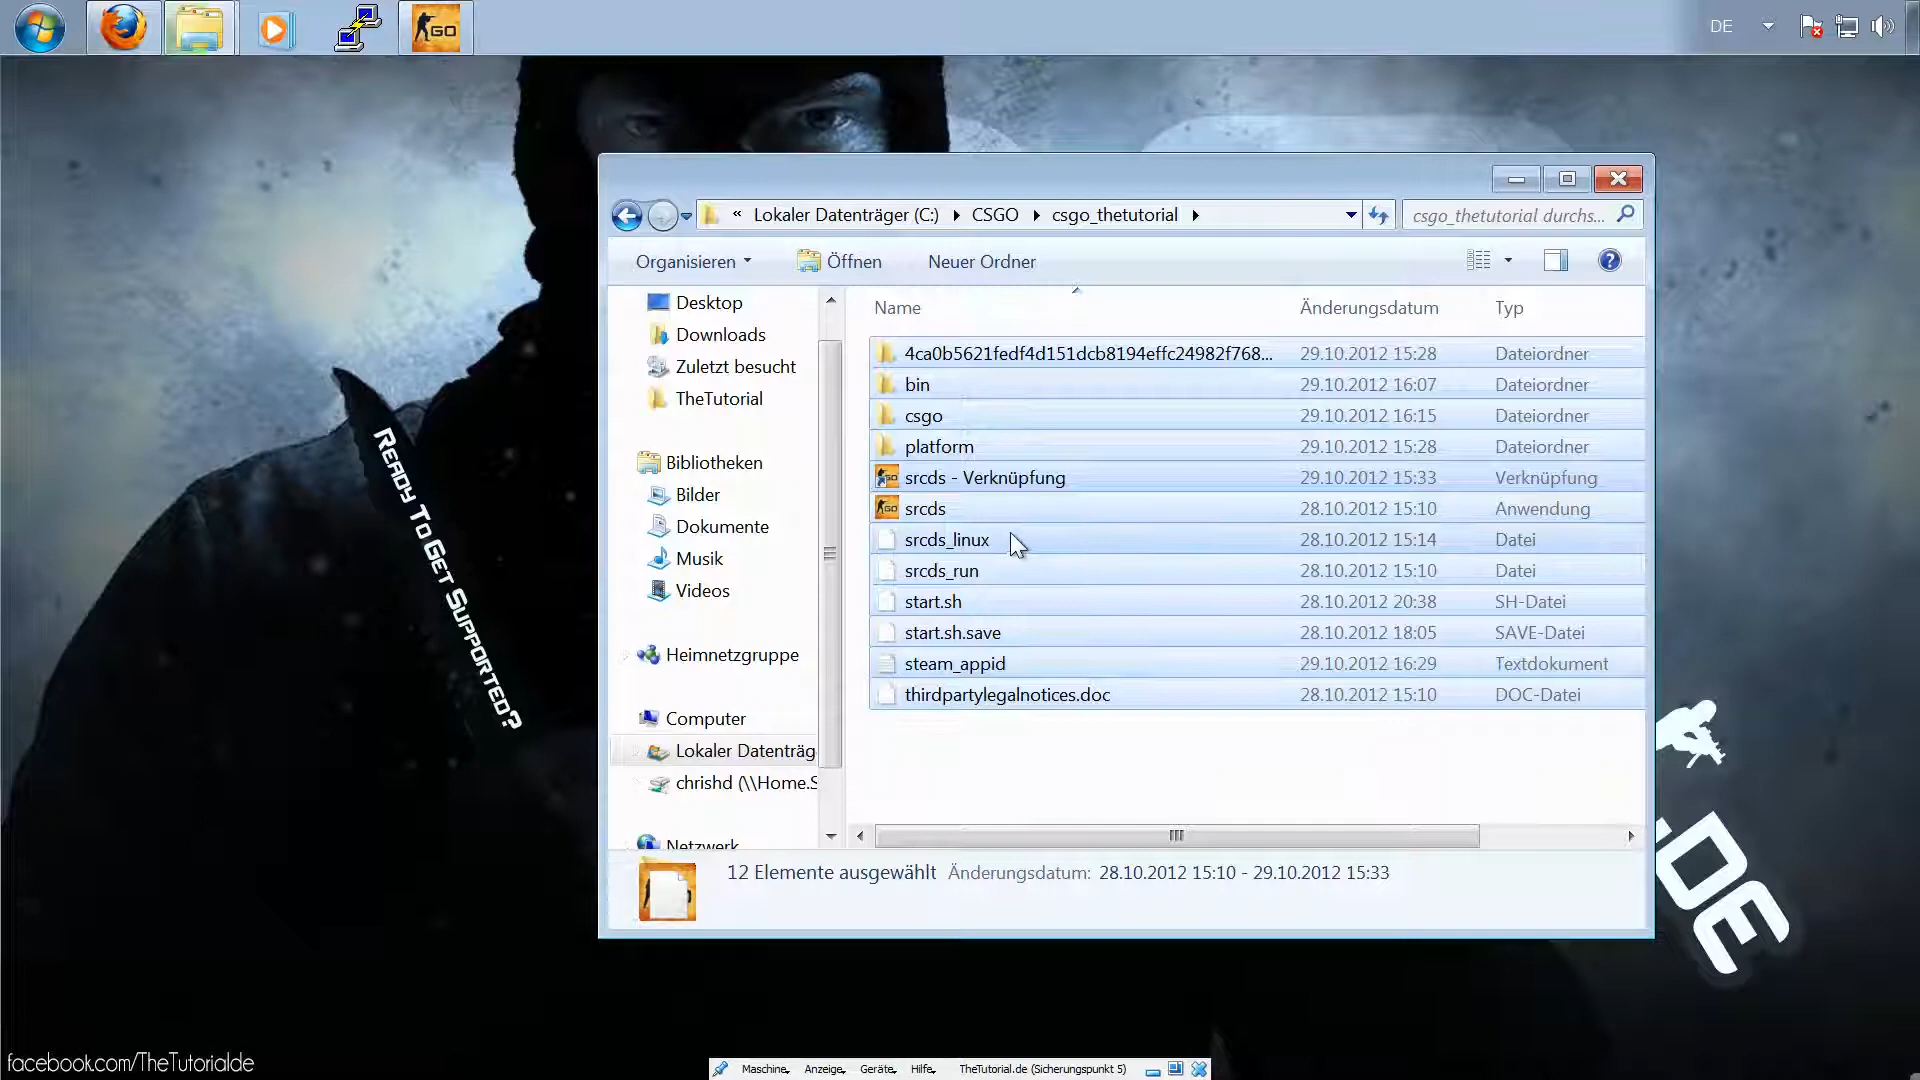 GO
DE
« Lokaler Datenträger (C:) CSGO csgo_thetutorial
csgo_thetutorial durchs...
Organisieren Öffnen Neuer Ordner
Name Änderungsdatum Typ
Desktop
Downloads
Zuletzt besucht
TheTutorial
Bibliotheken
Bilder
Dokumente
Musik
Videos
Heimnetzgruppe
Computer
Lokaler Datenträg
chrishd (\\Home.S
Netzwerk
4ca0b5621fedf4d151dcb8194effc24982f768... 29.10.2012 15:28 Dateiordner
bin 29.10.2012 16:07 Dateiordner
csgo 29.10.2012 16:15 Dateiordner
platform 29.10.2012 15:28 Dateiordner
srcds - Verknüpfung 29.10.2012 15:33 Verknüpfung
srcds 28.10.2012 15:10 Anwendung
srcds_linux 28.10.2012 15:14 Datei
srcds_run 28.10.2012 15:10 Datei
start.sh 28.10.2012 20:38 SH-Datei
start.sh.save 28.10.2012 18:05 SAVE-Datei
steam_appid 29.10.2012 16:29 Textdokument
thirdpartylegalnotices.doc 28.10.2012 15:10 DOC-Datei
12 Elemente ausgewählt Änderungsdatum: 28.10.2012 15:10 - 29.10.2012 15:33
Ready To Get Supported?
.DE
facebook.com/TheTutorialde
Maschine Anzeige Geräte Hilfe TheTutorial.de (Sicherungspunkt 5)